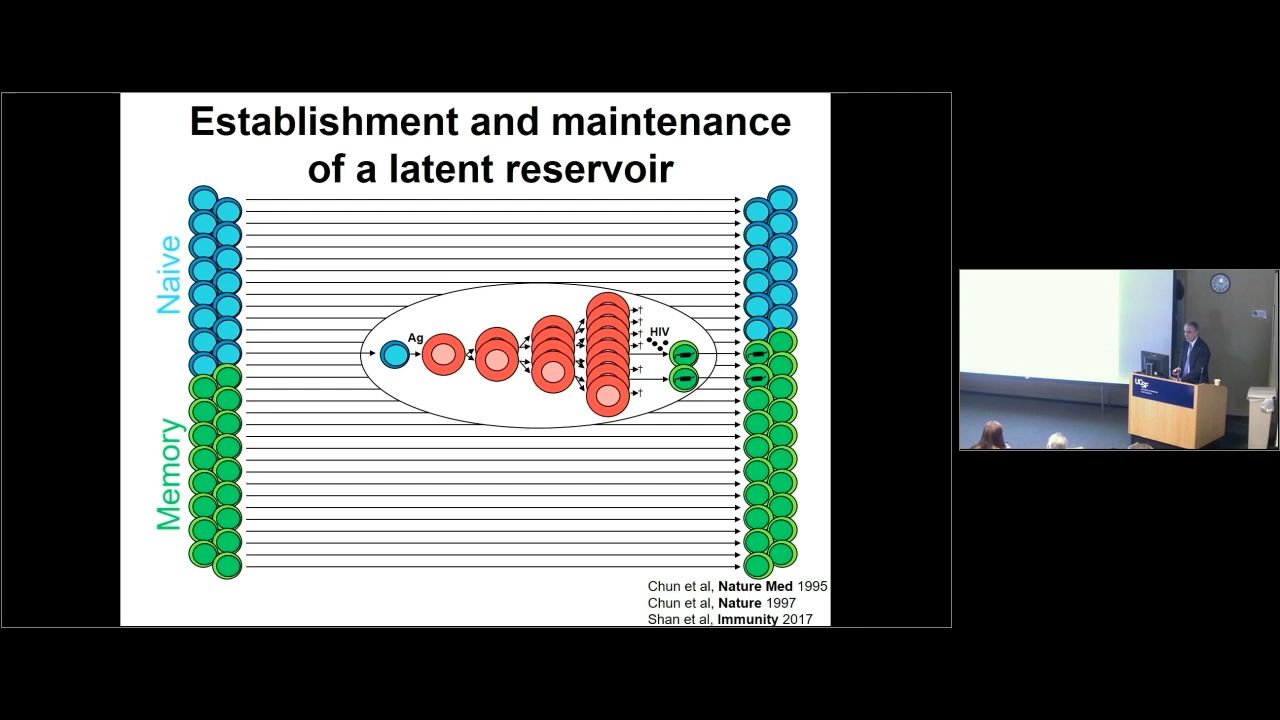 Establishment and maintenance
of a latent reservoir
Naive
Memory
Ag
HIV
Chun et al, Nature Med 1995
Chun et al, Nature 1997
Shan et al, Immunity 2017
UCSF